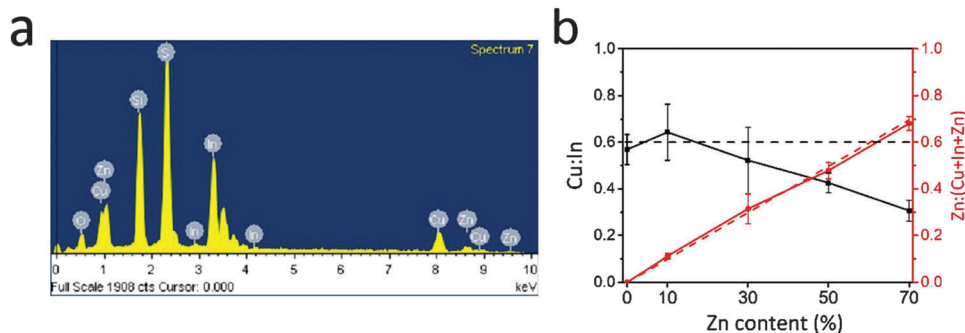 a
Spectrum 7
S
Si
In
Zn
Cu
O
In
In
Cu
Zn
Cu
Zn
0 1 2 3 4 5 6 7 8 9 10
Full Scale 1908 cts Cursor: 0.000 keV
b
1.0
0.8
0.6
0.4
0.2
0.0
Cu:In
1.0
0.8
0.6
0.4
0.2
0.0
Zn:(Cu+In+Zn)
0 10 30 50 70
Zn content (%)